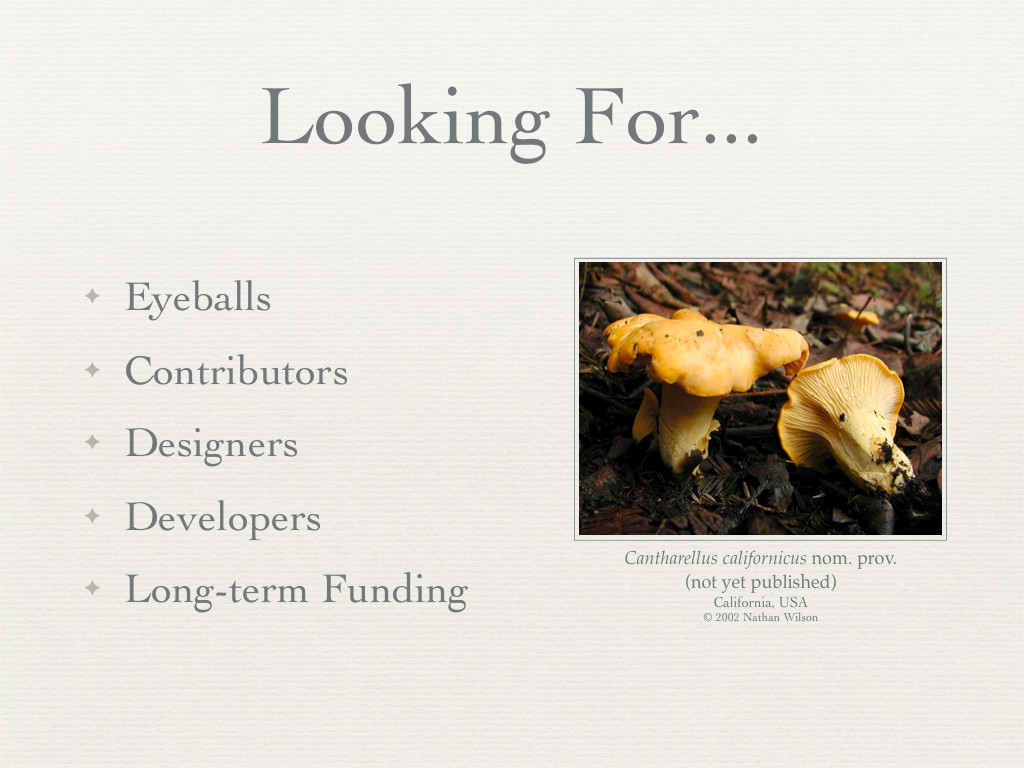 Looking For...
Eyeballs
Contributors
Designers
Developers
Long-term Funding
Cantharellus californicus nom. prov.
(not yet published)
California, USA
© 2002 Nathan Wilson